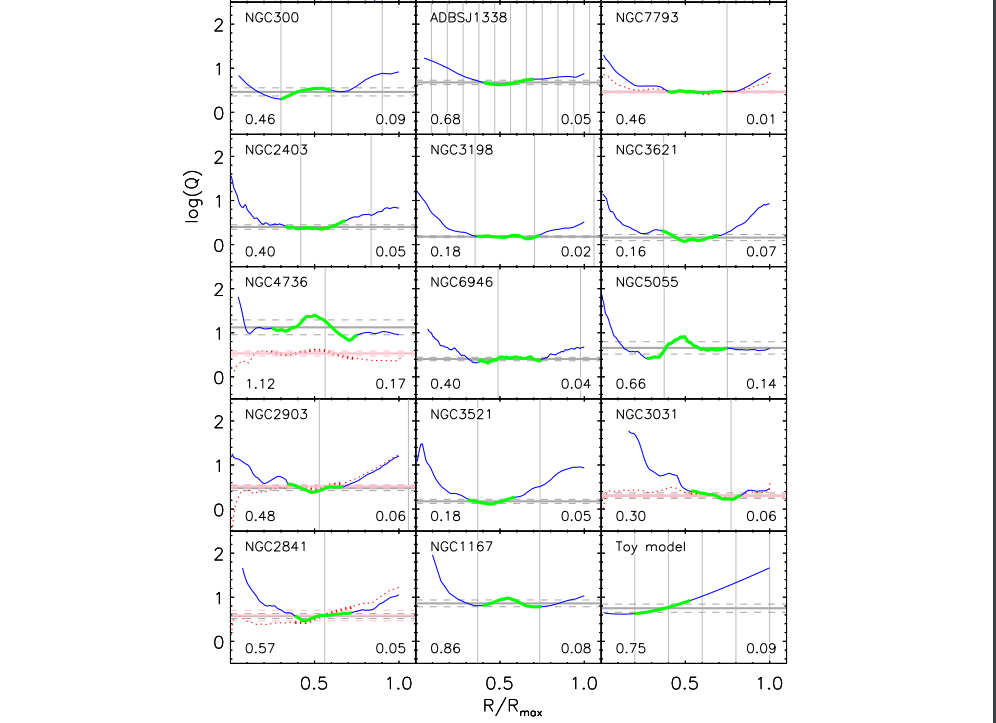 NGC300 ADBSJ1338 NGC7793
2
1
0
0.46 0.09 0.68 0.05 0.46 0.01
NGC2403 NGC3198 NGC3621
2
1
0
0.40 0.05 0.18 0.02 0.16 0.07
log(Q)
NGC4736 NGC6946 NGC5055
2
1
0
1.12 0.17 0.40 0.04 0.66 0.14
NGC2903 NGC3521 NGC3031
2
1
0
0.48 0.06 0.18 0.05 0.30 0.06
NGC2841 NGC1167 Toy model
2
1
0
0.57 0.05 0.86 0.08 0.75 0.09
0.5 1.0 0.5 1.0 0.5 1.0
R/Rmax